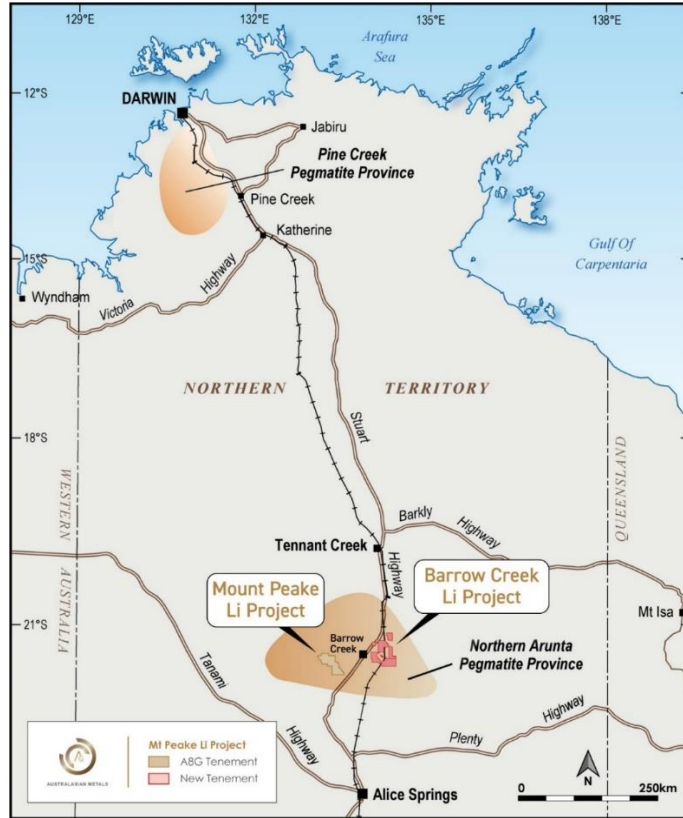 129°E
132°E
135°E
138°E
Arafura
Sea
12°S
DARWIN
Jabiru
Pine Creek
Pegmatite Province
Pine Creek
Katherine
15°S
Gulf Of
Carpentaria
Wyndham
Victoria
Highway
NORTHERN
TERRITORY
Stuart
18°S
WESTERN
AUSTRALIA
QUEENSLAND
Barkly
Highway
Tennant Creek
Highway
Mount Peake
Li Project
Barrow Creek
Li Project
Mt Isa
21°S
Barrow
Creek
Northern Arunta
Pegmatite Province
Tanami
Highway
Plenty
Highway
Mt Peake Li Project
A8G Tenement
New Tenement
AUSTRALASIAN METALS
Alice Springs
N
0
250km